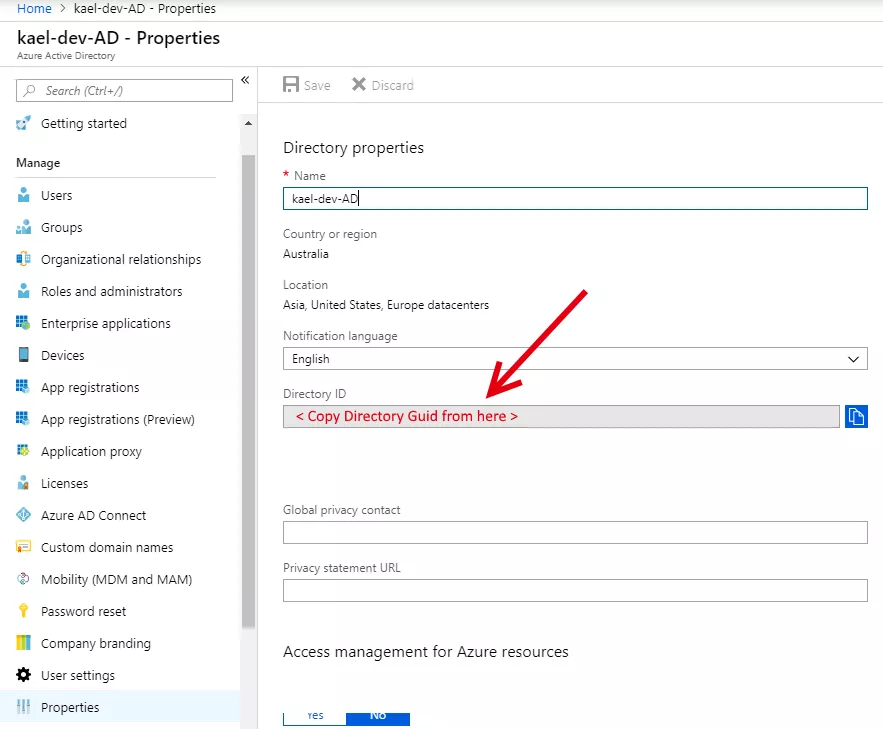 Home > kael-dev-AD - Properties
kael-dev-AD - Properties
Azure Active Directory
Search (Ctrl+/)
«
Getting started
Manage
Users
Groups
Organizational relationships
Roles and administrators
Enterprise applications
Devices
App registrations
App registrations (Preview)
Application proxy
Licenses
Azure AD Connect
Custom domain names
Mobility (MDM and MAM)
Password reset
Company branding
User settings
Properties
Save Discard
Directory properties
* Name
kael-dev-AD
Country or region
Australia
Location
Asia, United States, Europe datacenters
Notification language
English
Directory ID
< Copy Directory Guid from here >
Global privacy contact
Privacy statement URL
Access management for Azure resources
Yes No